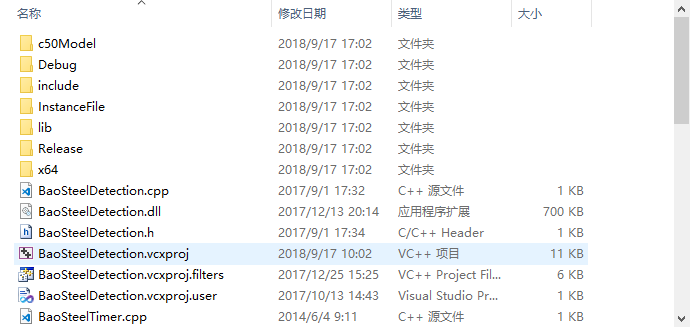 名称 修改日期 类型 大小
c50Model 2018/9/17 17:02 文件夹
Debug 2018/9/17 17:02 文件夹
include 2018/9/17 17:02 文件夹
InstanceFile 2018/9/17 17:02 文件夹
lib 2018/9/17 17:02 文件夹
Release 2018/9/17 17:02 文件夹
x64 2018/9/17 17:02 文件夹
BaoSteelDetection.cpp 2017/9/1 17:32 C++ 源文件 1 KB
BaoSteelDetection.dll 2017/12/13 20:14 应用程序扩展 700 KB
BaoSteelDetection.h 2017/9/1 17:34 C/C++ Header 1 KB
BaoSteelDetection.vcxproj 2018/9/17 10:02 VC++ 项目 11 KB
BaoSteelDetection.vcxproj.filters 2017/12/25 15:25 VC++ Project Fil... 6 KB
BaoSteelDetection.vcxproj.user 2017/10/13 14:43 Visual Studio Pr... 1 KB
BaoSteelTimer.cpp 2014/6/4 9:11 C++ 源文件 1 KB